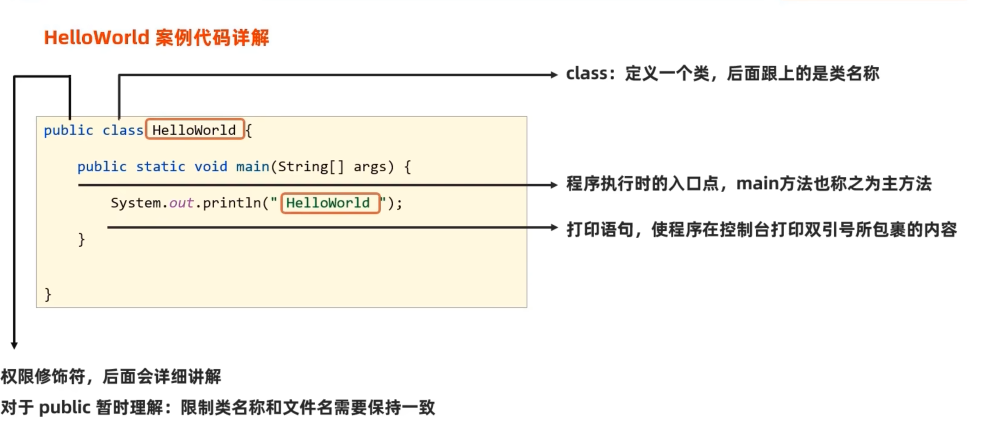 HelloWorld 案例代码详解
class：定义一个类，后面跟上的是类名称
public class HelloWorld {
public static void main(String[] args) {
程序执行时的入口点，main方法也称之为主方法
System.out.println(" HelloWorld ");
打印语句，使程序在控制台打印双引号所包裹的内容
}
}
权限修饰符，后面会详细讲解
对于 public 暂时理解：限制类名称和文件名需要保持一致